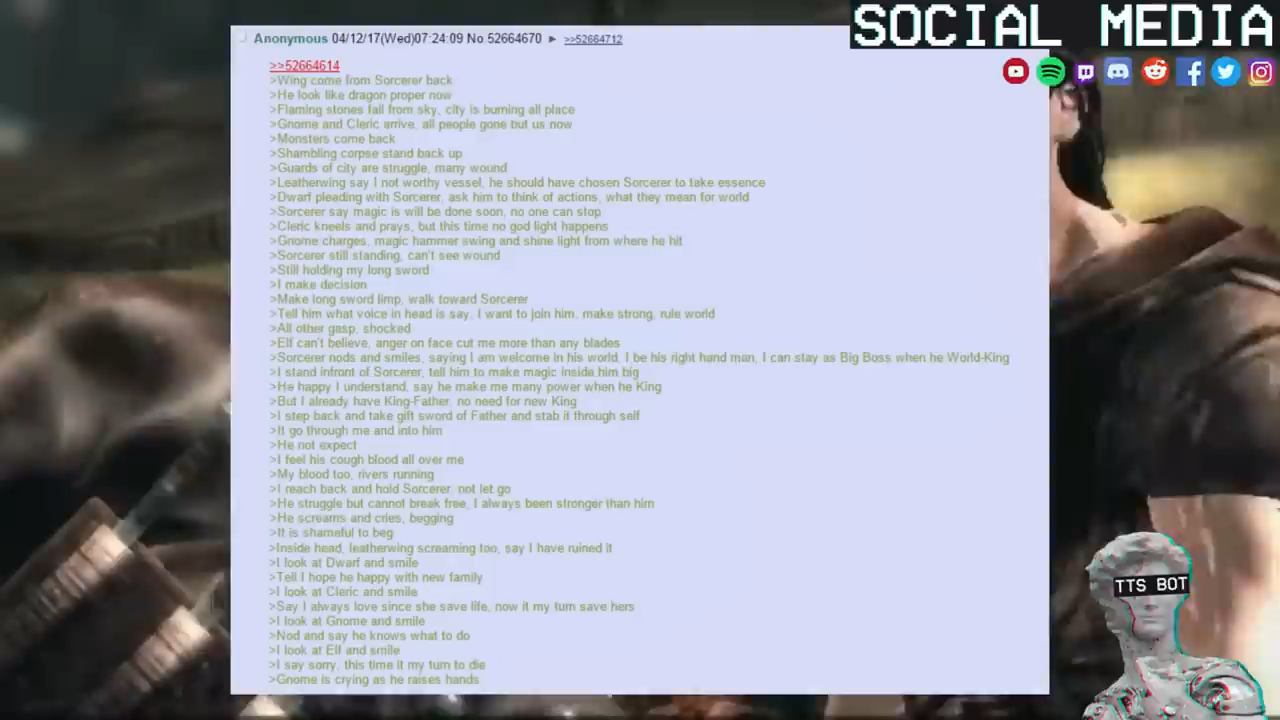 SOCIAL MEDIA
Anonymous 04/12/17(Wed)07:24:09 No 52664670 ► >>52664712
>>52664614
>Wing come from Sorcerer back
>He look like dragon proper now
>Flaming stones fall from sky, city is burning all place
>Gnome and Cleric arrive, all people gone but us now
>Monsters come back
>Shambling corpse stand back up
>Guards of city are struggle, many wound
>Leatherwing say I not worthy vessel, he should have chosen Sorcerer to take essence
>Dwarf pleading with Sorcerer, ask him to think of actions, what they mean for world
>Sorcerer say magic is will be done soon, no one can stop
>Cleric kneels and prays, but this time no god light happens
>Gnome charges, magic hammer swing and shine light from where he hit
>Sorcerer still standing, can't see wound
>Still holding my long sword
>I make decision
>Make long sword limp, walk toward Sorcerer
>Tell him what voice in head is say, I want to join him, make strong, rule world
>All other gasp, shocked
>Elf can't believe, anger on face cut me more than any blades
>Sorcerer nods and smiles, saying I am welcome in his world, I be his right hand man, I can stay as Big Boss when he World-King
>I stand infront of Sorcerer, tell him to make magic inside him big
>He happy I understand, say he make me many power when he King
>But I already have King-Father, no need for new King
>I step back and take gift sword of Father and stab it through self
>It go through me and into him
>He not expect
>I feel his cough blood all over me
>My blood too, rivers running
>I reach back and hold Sorcerer, not let go
>He struggle but cannot break free, I always been stronger than him
>He screams and cries, begging
>It is shameful to beg
>Inside head, leatherwing screaming too, say I have ruined it
>I look at Dwarf and smile
>Tell I hope he happy with new family
>I look at Cleric and smile
>Say I always love since she save life, now it my turn save hers
>I look at Gnome and smile
>Nod and say he knows what to do
>I look at Elf and smile
>I say sorry, this time it my turn to die
>Gnome is crying as he raises hands
TTS BOT